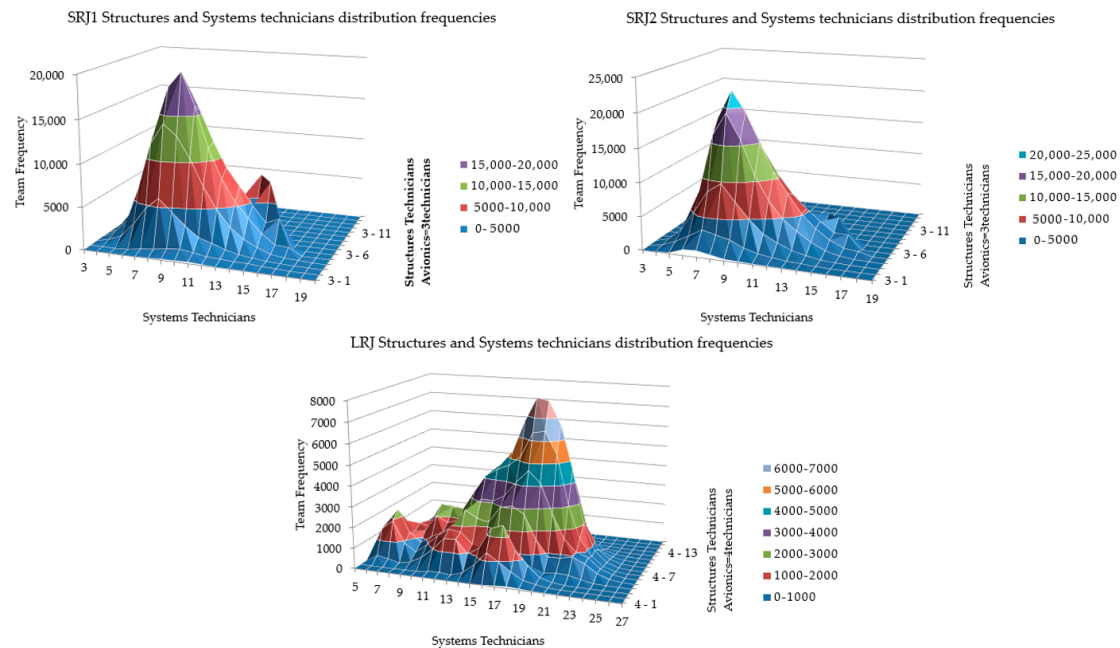 SRJ1 Structures and Systems technicians distribution frequencies
20,000
15,000
10,000
5000
0
Team Frequency
3 5 7 9 11 13 15 17 19
Systems Technicians
3 - 11
3 - 6
3 - 1
Structures Technicians
Avionics=3technicians
15,000-20,000
10,000-15,000
5000-10,000
0-5000
SRJ2 Structures and Systems technicians distribution frequencies
25,000
20,000
15,000
10,000
5000
0
Team Frequency
3 5 7 9 11 13 15 17 19
Systems Technicians
3 - 11
3 - 6
3 - 1
Structures Technicians
Avionics=3technicians
20,000-25,000
15,000-20,000
10,000-15,000
5000-10,000
0-5000
LRJ Structures and Systems technicians distribution frequencies
8000
7000
6000
5000
4000
3000
2000
1000
0
Team Frequency
5 7 9 11 13 15 17 19 21 23 25 27
Systems Technicians
4 - 13
4 - 7
4 - 1
Structures Technicians
Avionics=4technicians
6000-7000
5000-6000
4000-5000
3000-4000
2000-3000
1000-2000
0-1000